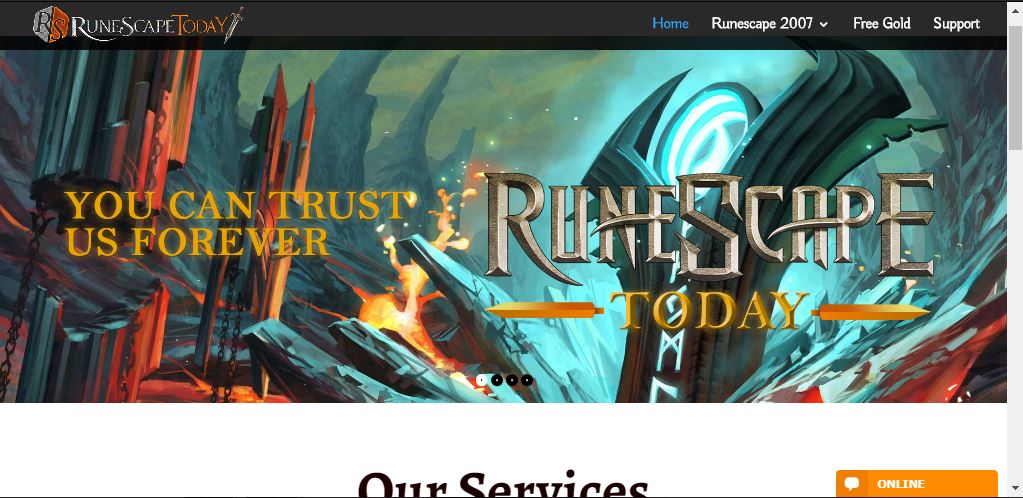 RS RUNESCAPETODAY
Home
Runescape 2007
Free Gold
Support
YOU CAN TRUST
US FOREVER
RUNESCAPE
TODAY
Our Services
ONLINE